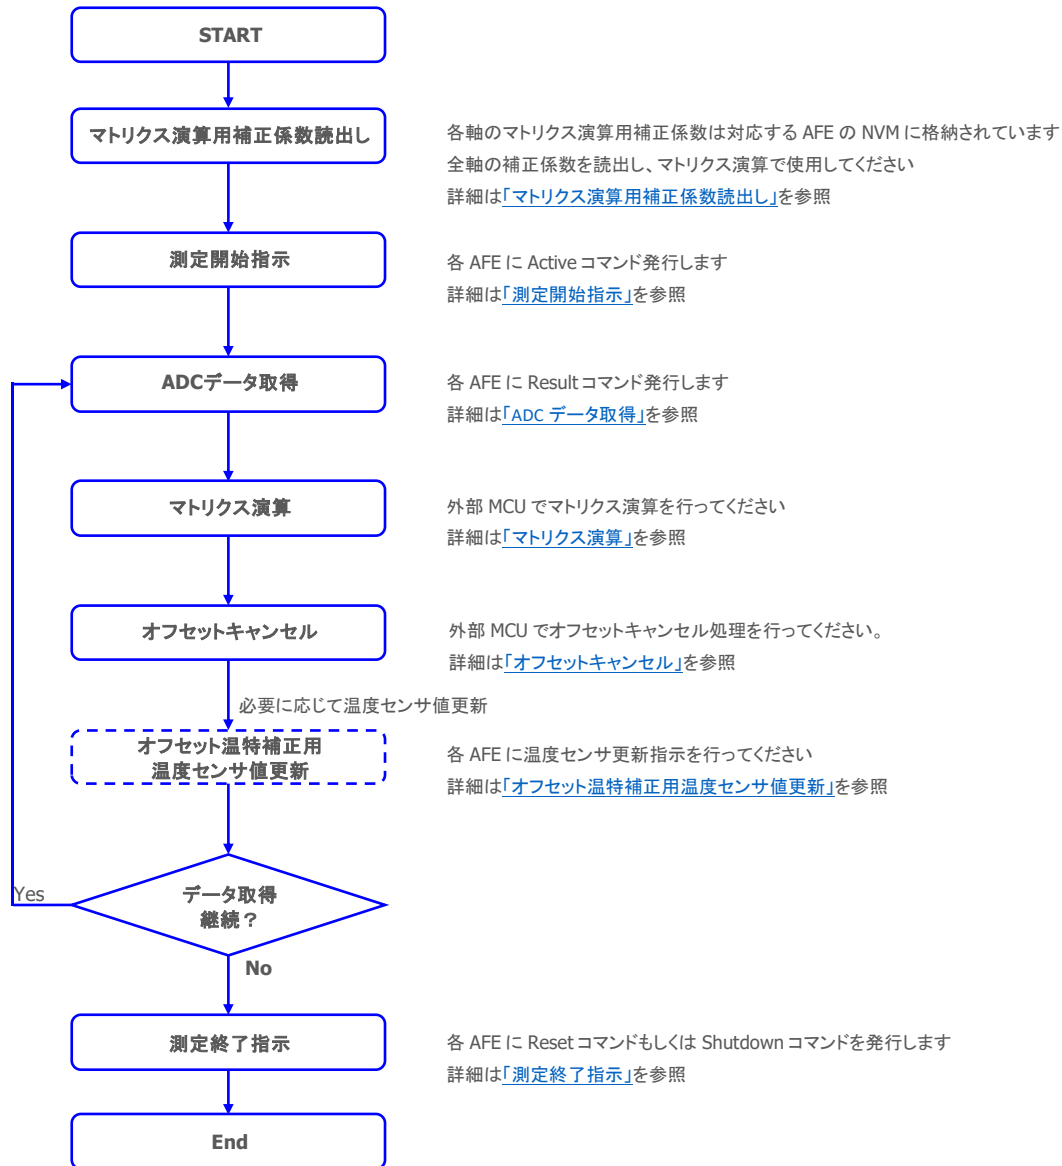 START
マトリクス演算用補正係数読出し
各軸のマトリクス演算用補正係数は対応する AFE の NVM に格納されています
全軸の補正係数を読出し、マトリクス演算で使用してください
詳細は「マトリクス演算用補正係数読出し」を参照
測定開始指示
各 AFE に Active コマンド発行します
詳細は「測定開始指示」を参照
ADCデータ取得
各 AFE に Result コマンド発行します
詳細は「ADC データ取得」を参照
マトリクス演算
外部 MCU でマトリクス演算を行ってください
詳細は「マトリクス演算」を参照
オフセットキャンセル
外部 MCU でオフセットキャンセル処理を行ってください。
詳細は「オフセットキャンセル」を参照
必要に応じて温度センサ値更新
オフセット温特補正用
温度センサ値更新
各 AFE に温度センサ更新指示を行ってください
詳細は「オフセット温特補正用温度センサ値更新」を参照
データ取得
継続？
Yes
No
測定終了指示
各 AFE に Reset コマンドもしくは Shutdown コマンドを発行します
詳細は「測定終了指示」を参照
End